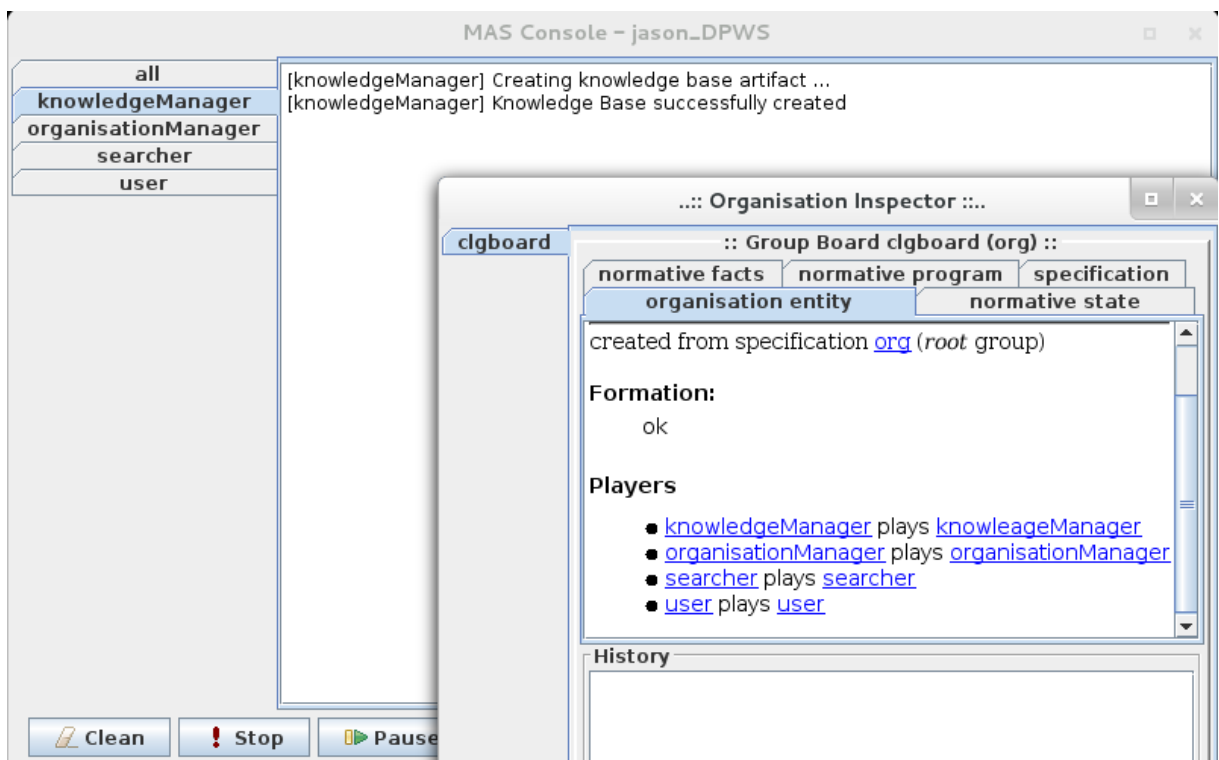 MAS Console – jason_DPWS
all
knowledgeManager
organisationManager
searcher
user
[knowledgeManager] Creating knowledge base artifact ...
[knowledgeManager] Knowledge Base successfully created
..:: Organisation Inspector ::..
clgboard
:: Group Board clgboard (org) ::
normative facts
normative program
specification
organisation entity
normative state
created from specification org (root group)
Formation:
ok
Players
● knowledgeManager plays knowleageManager
● organisationManager plays organisationManager
● searcher plays searcher
● user plays user
History
Clean
Stop
Pause